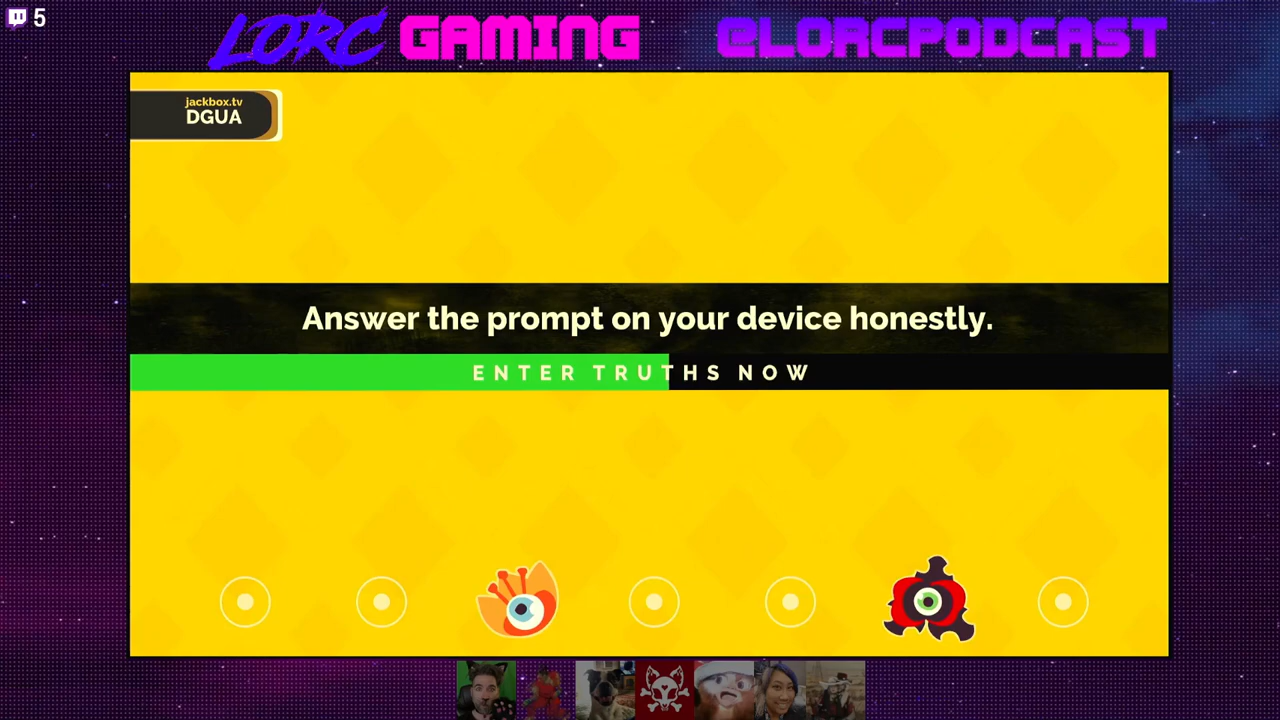 5
LORC GAMING
@LORCPODCAST
jackbox.tv
DGUA
Answer the prompt on your device honestly.
ENTER TRUTHS NOW